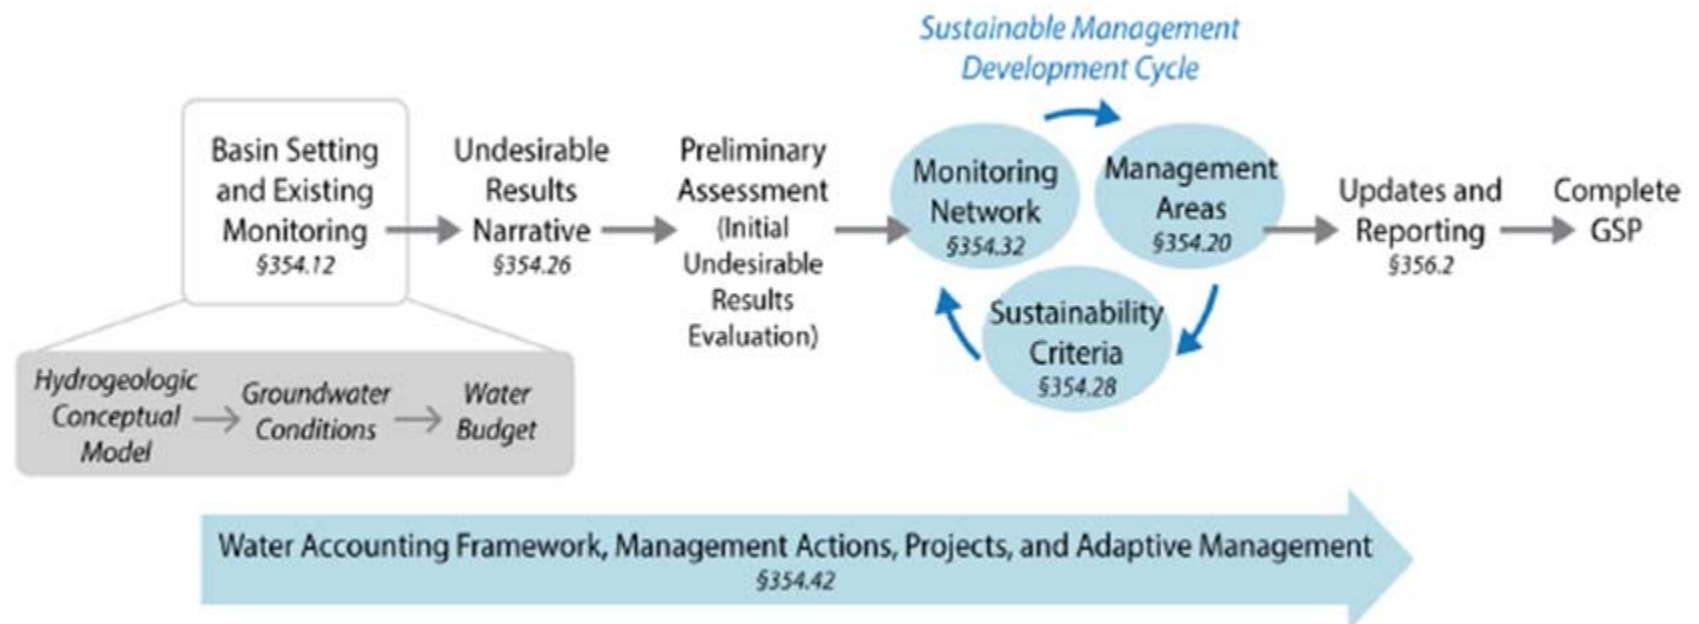 Sustainable Management
Development Cycle
Basin Setting
and Existing
Monitoring
§354.12
Undesirable
Results
Narrative
§354.26
Preliminary
Assessment
(Initial
Undesirable
Results
Evaluation)
Monitoring
Network
§354.32
Management
Areas
§354.20
Sustainability
Criteria
§354.28
Updates and
Reporting
§356.2
Complete
GSP
Hydrogeologic
Conceptual
Model
Groundwater
Conditions
Water
Budget
Water Accounting Framework, Management Actions, Projects, and Adaptive Management
§354.42